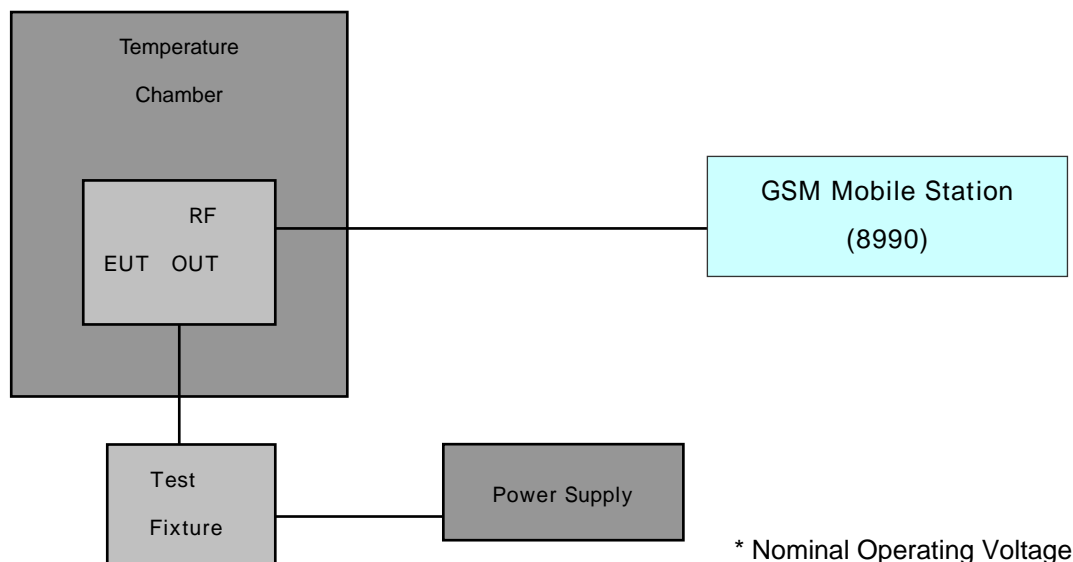 Temperature
Chamber
RF
EUT OUT
GSM Mobile Station
(8990)
Test
Fixture
Power Supply
* Nominal Operating Voltage